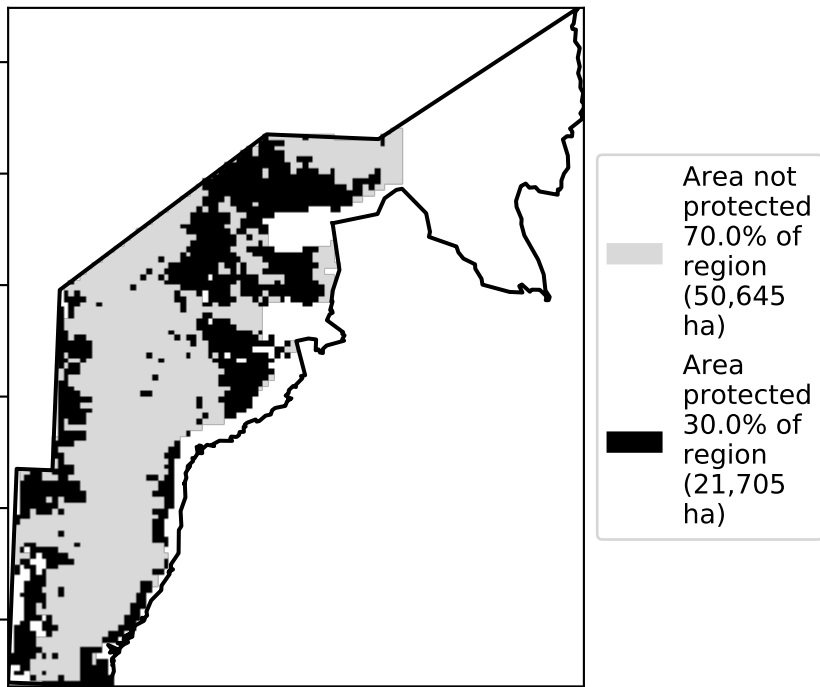 Area not
protected
70.0% of
region
(50,645
ha)
Area
protected
30.0% of
region
(21,705
ha)